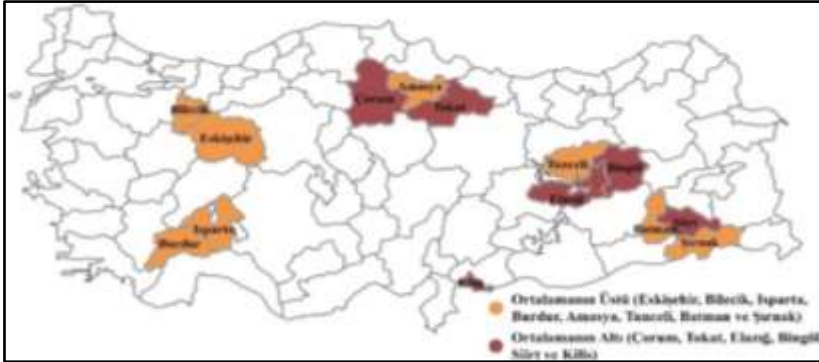 Bilecik
Eskişehir
Isparta
Burdur
Çorum
Amasya
Tokat
Tunceli
Bingöl
Elazığ
Batman
Siirt
Şırnak
Kilis
Ortalamanın Üstü (Eskişehir, Bilecik, Isparta,
Burdur, Amasya, Tunceli, Batman ve Şırnak)
Ortalamanın Altı (Çorum, Tokat, Elazığ, Bingöl
Siirt ve Kilis)